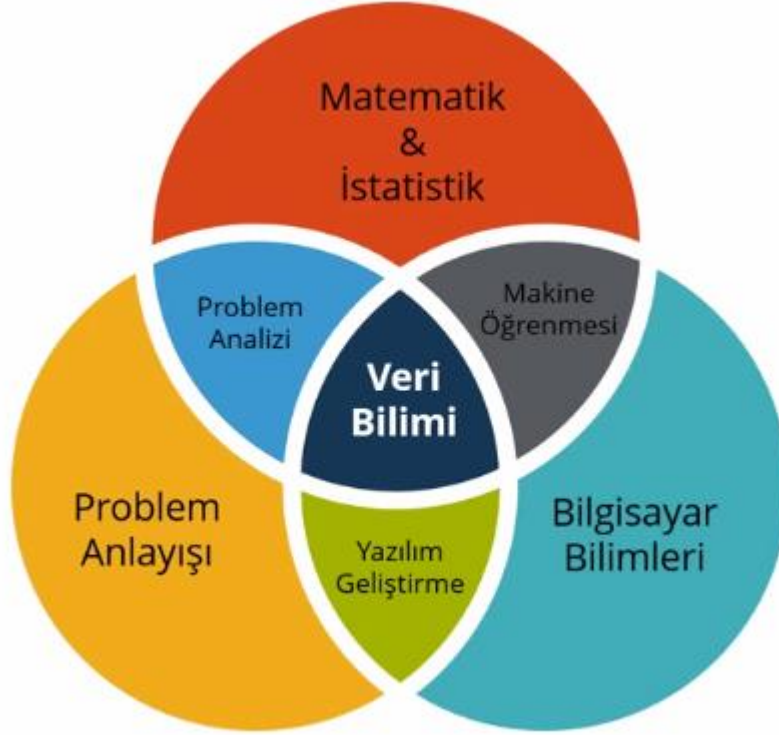 Matematik
&
İstatistik
Problem
Analizi
Makine
Öğrenmesi
Veri
Bilimi
Problem
Anlayışı
Yazılım
Geliştirme
Bilgisayar
Bilimleri